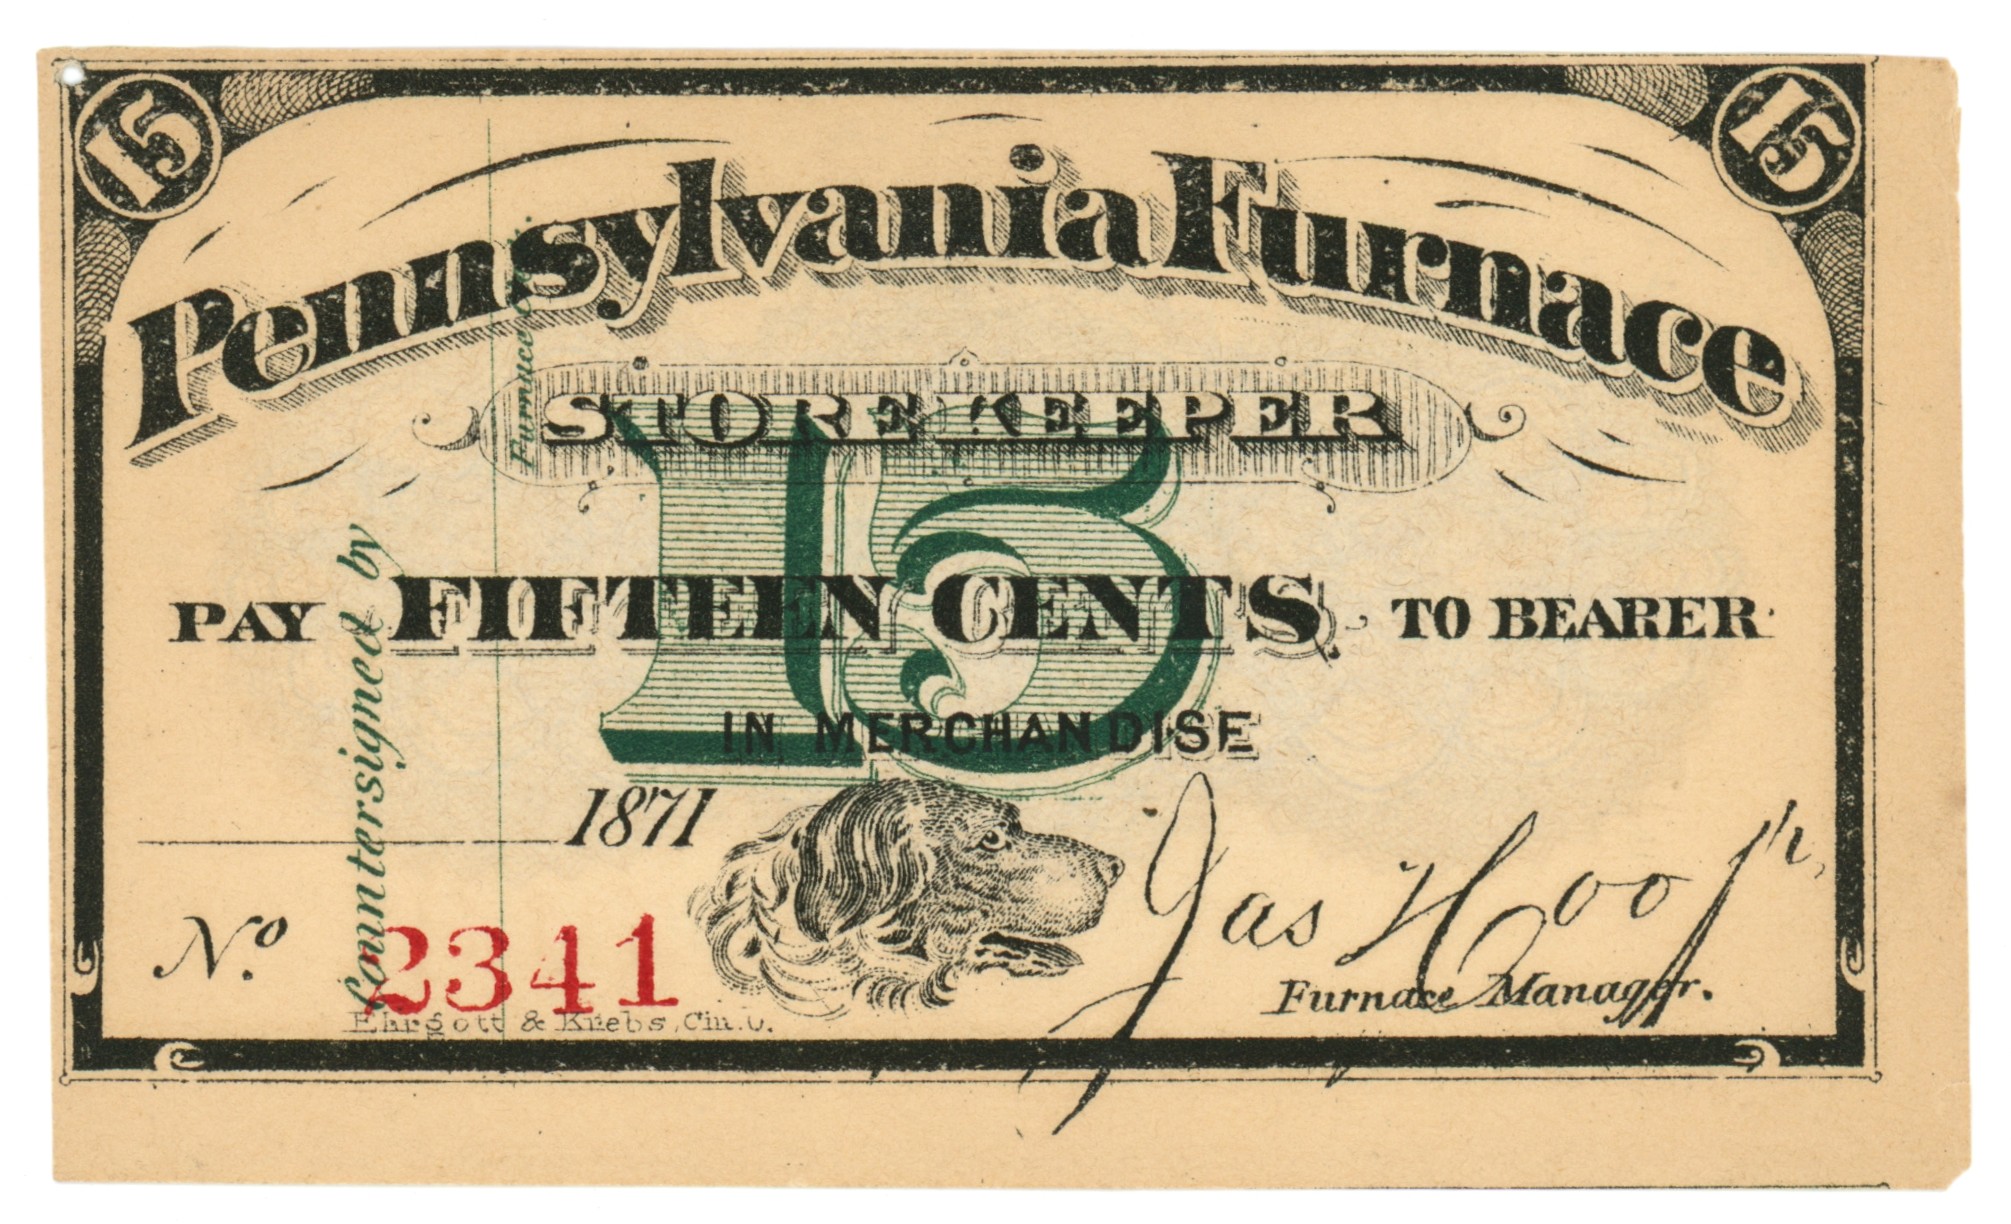 15 15
Pennsylvania Furnace
STORE KEEPER
15
PAY FIFTEEN CENTS. TO BEARER
IN MERCHANDISE
1871
Jas Hoop Jr,
Furnace Manager.
No. 2341
Ehrgott & Krebs, Cin. O.
Countersigned by
Furnace